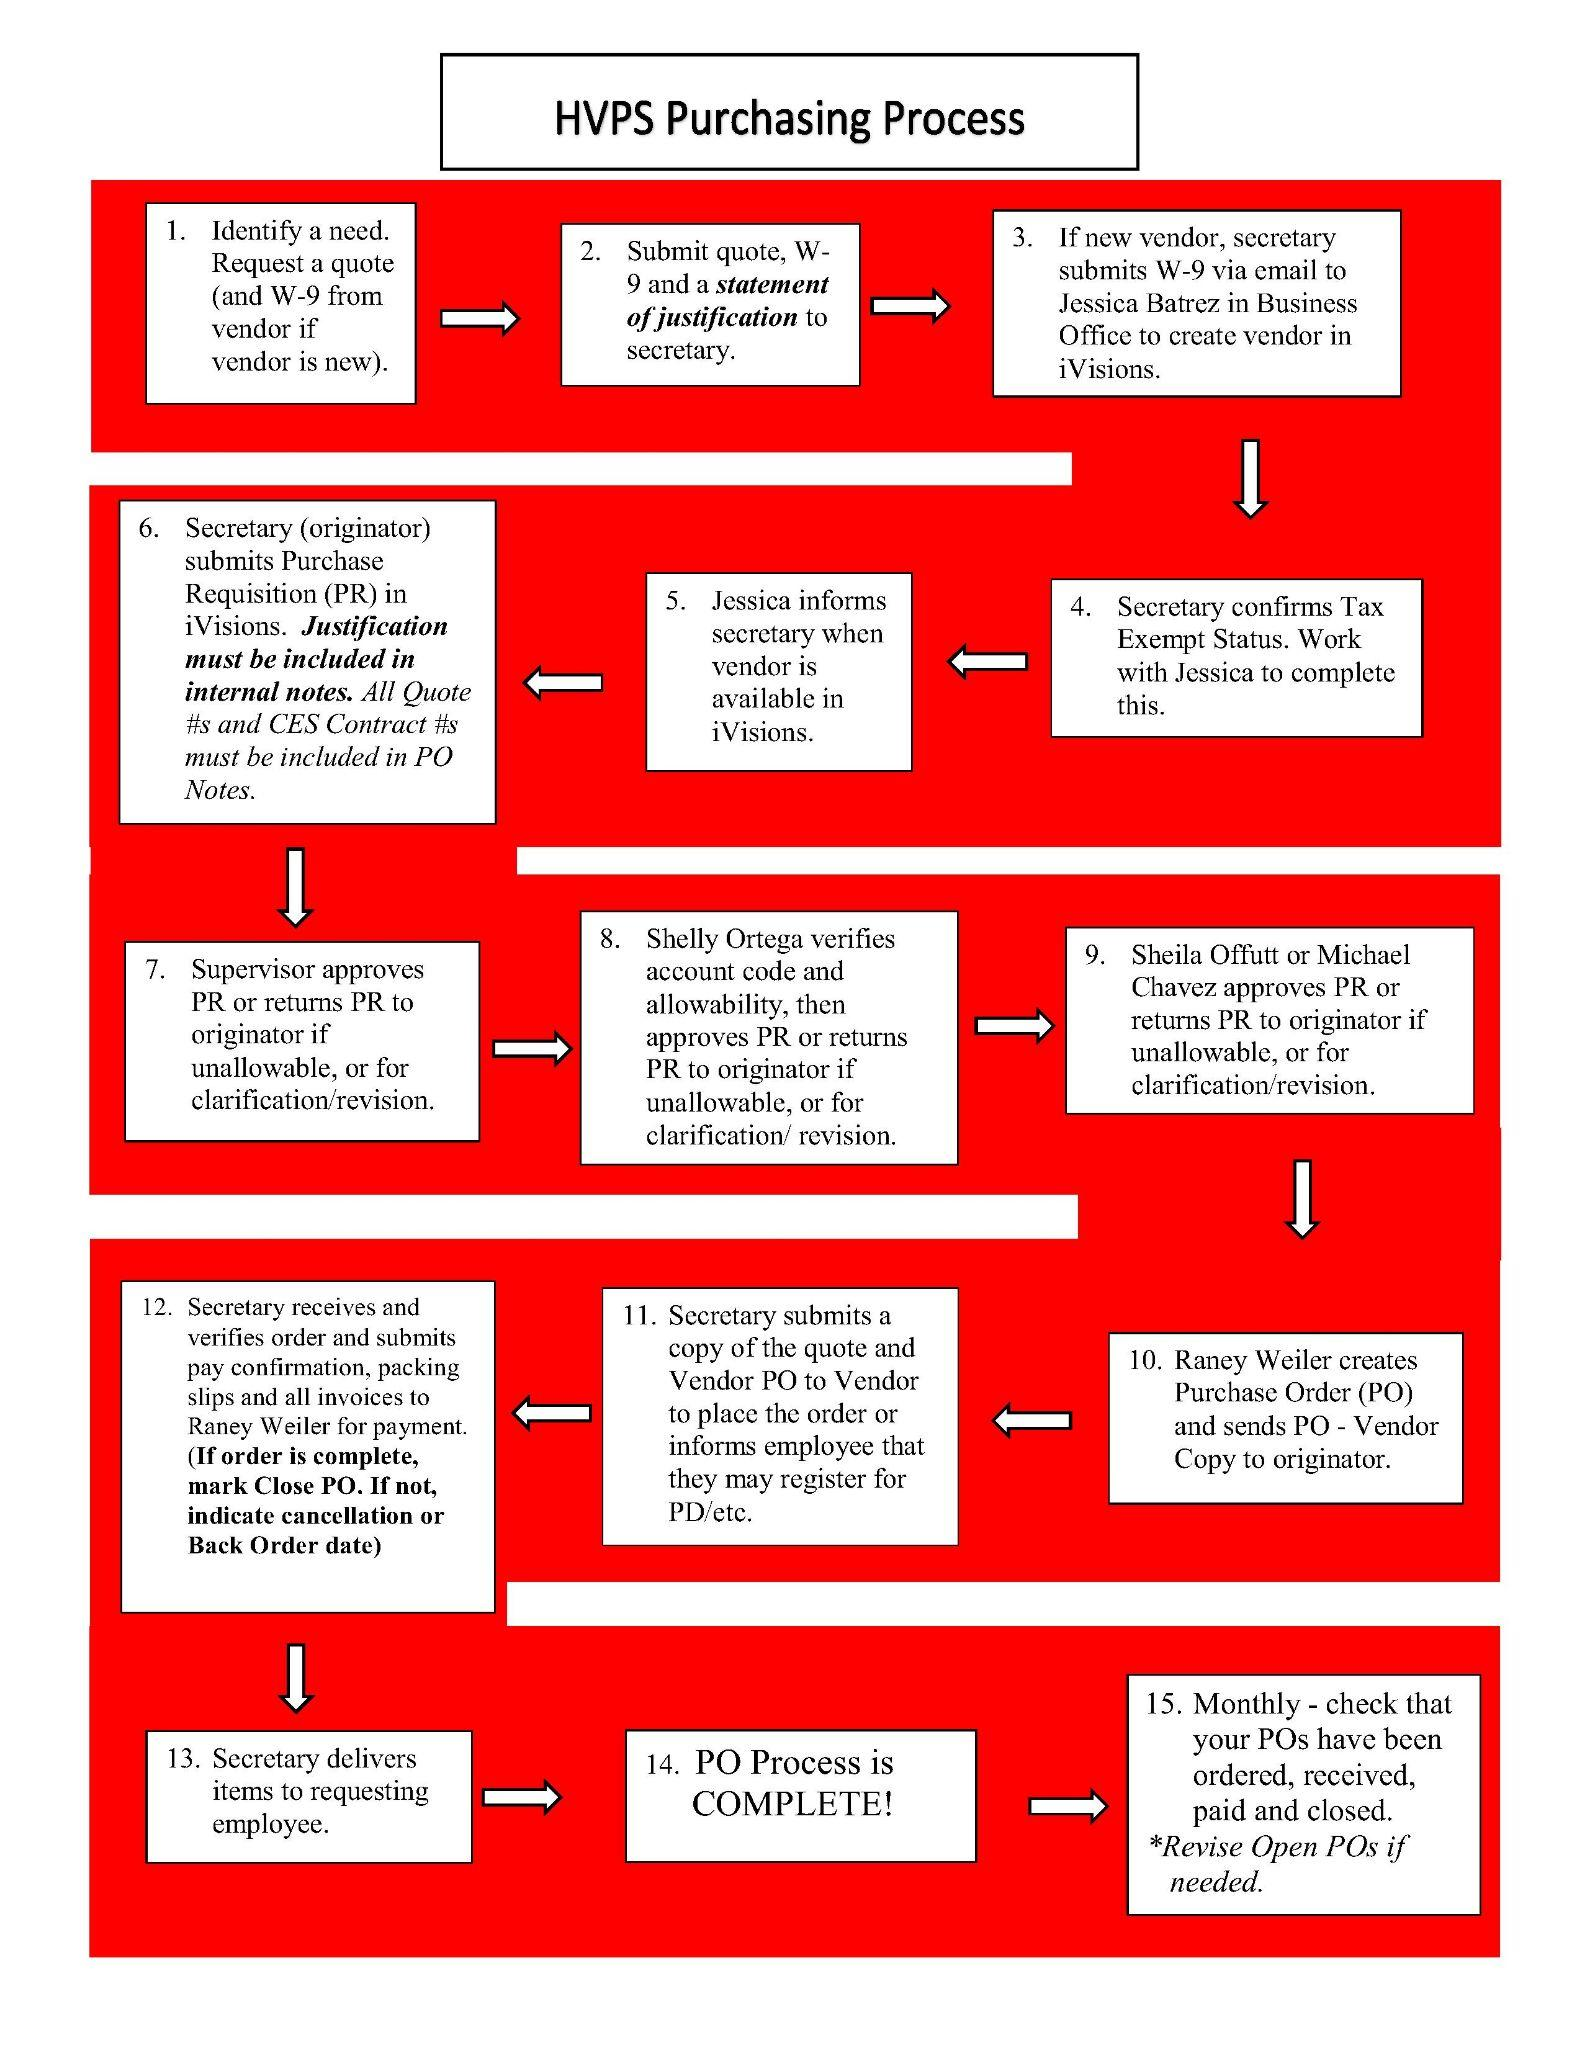 HVPS Purchasing Process
1. Identify a need.
Request a quote
(and W-9 from
vendor if
vendor is new).
2. Submit quote, W-
9 and a statement
of justification to
secretary.
3. If new vendor, secretary
submits W-9 via email to
Jessica Batrez in Business
Office to create vendor in
iVisions.
4. Secretary confirms Tax
Exempt Status. Work
with Jessica to complete
this.
5. Jessica informs
secretary when
vendor is
available in
iVisions.
6. Secretary (originator)
submits Purchase
Requisition (PR) in
iVisions. Justification
must be included in
internal notes. All Quote
#s and CES Contract #s
must be included in PO
Notes.
7. Supervisor approves
PR or returns PR to
originator if
unallowable, or for
clarification/revision.
8. Shelly Ortega verifies
account code and
allowability, then
approves PR or returns
PR to originator if
unallowable, or for
clarification/ revision.
9. Sheila Offutt or Michael
Chavez approves PR or
returns PR to originator if
unallowable, or for
clarification/revision.
10. Raney Weiler creates
Purchase Order (PO)
and sends PO - Vendor
Copy to originator.
11. Secretary submits a
copy of the quote and
Vendor PO to Vendor
to place the order or
informs employee that
they may register for
PD/etc.
12. Secretary receives and
verifies order and submits
pay confirmation, packing
slips and all invoices to
Raney Weiler for payment.
(If order is complete,
mark Close PO. If not,
indicate cancellation or
Back Order date)
13. Secretary delivers
items to requesting
employee.
14. PO Process is
COMPLETE!
15. Monthly - check that
your POs have been
ordered, received,
paid and closed.
*Revise Open POs if
needed.